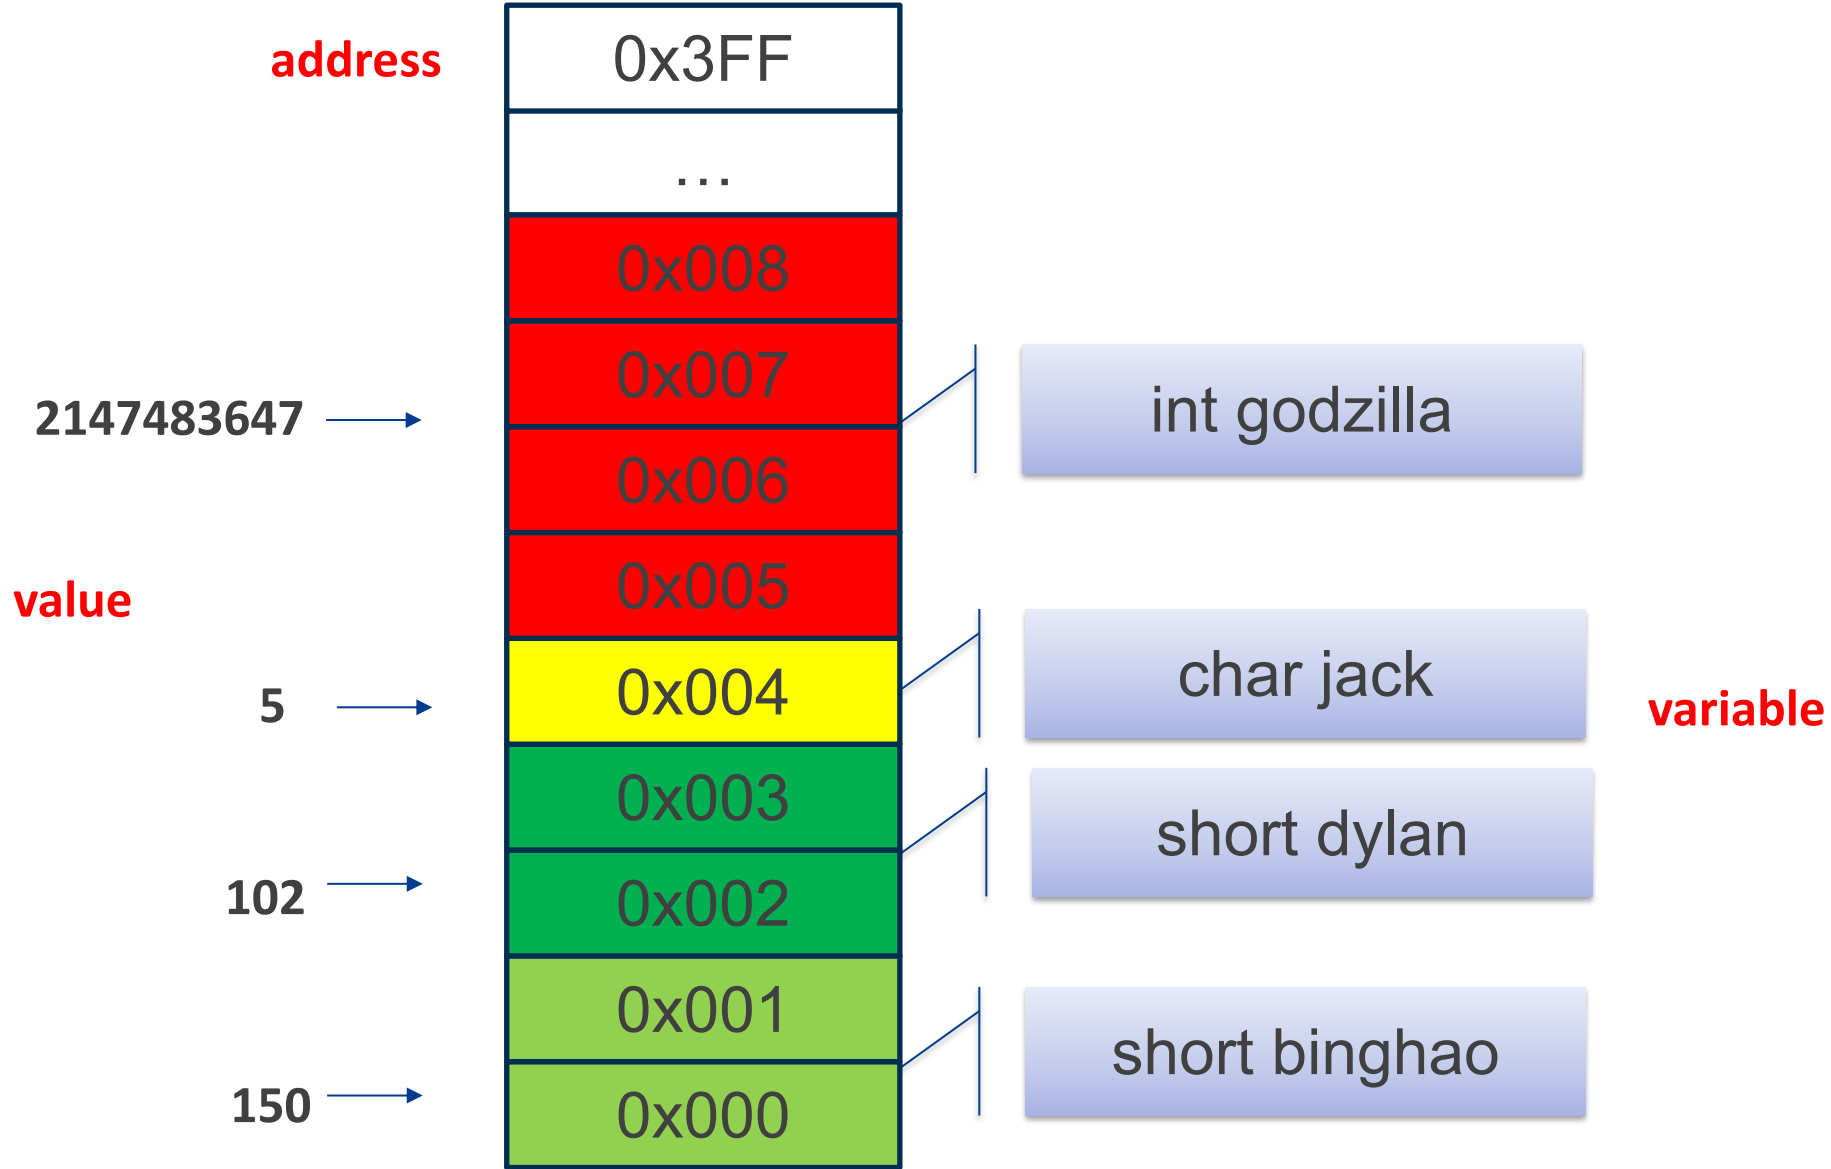 address
0x3FF
…
0x008
0x007
2147483647
int godzilla
0x006
0x005
value
char jack
5
0x004
variable
0x003
short dylan
102
0x002
0x001
short binghao
150
0x000